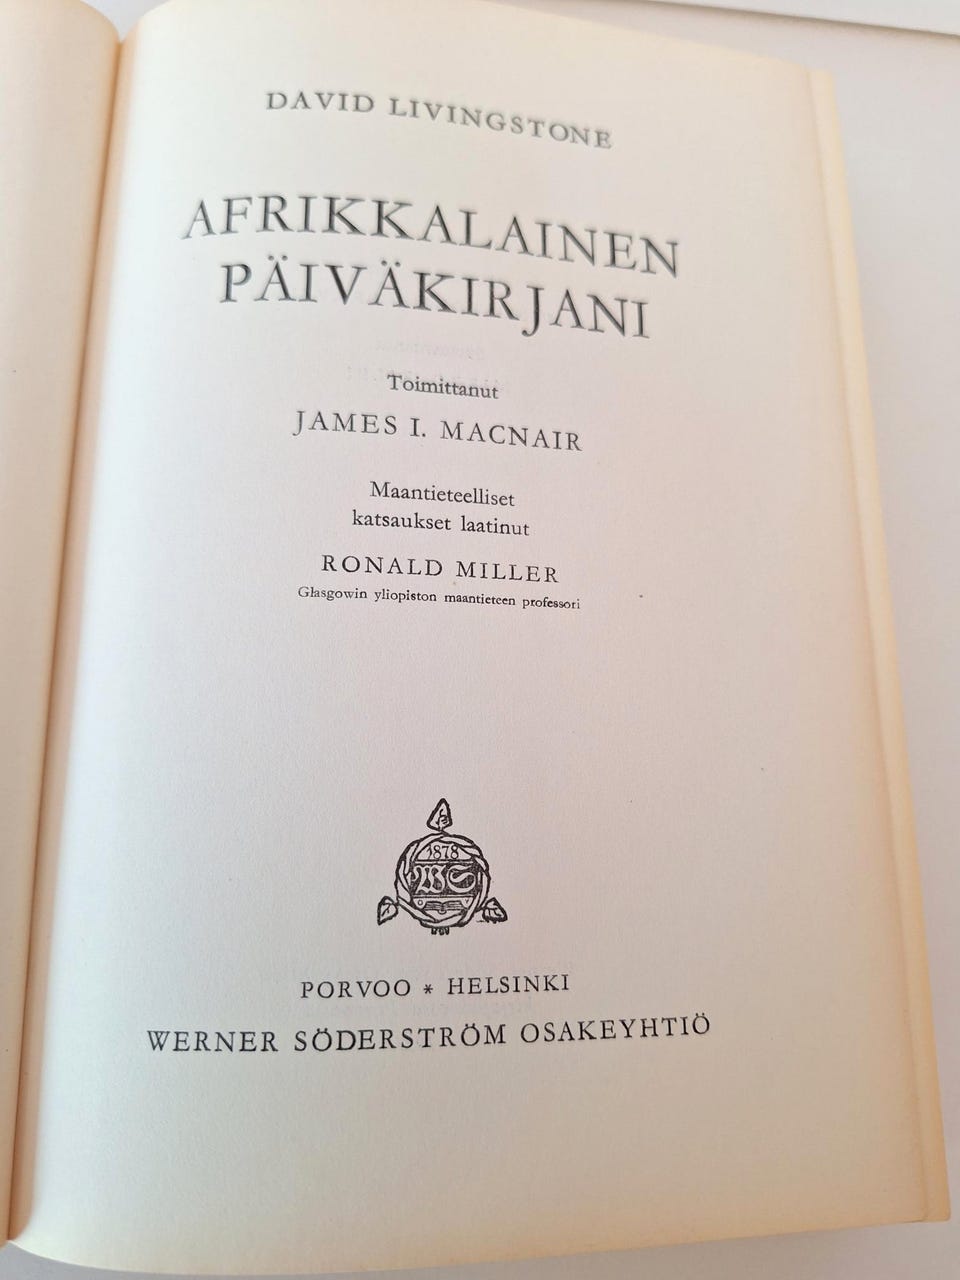 DAVID LIVINGSTONE
AFRIKKALAINEN
PÄIVÄKIRJANI
Toimittanut
JAMES I. MACNAIR
Maantieteelliset
katsaukset laatinut
RONALD MILLER
Glasgowin yliopiston maantieteen professori
1878
WS
PORVOO * HELSINKI
WERNER SÖDERSTRÖM OSAKEYHTIÖ